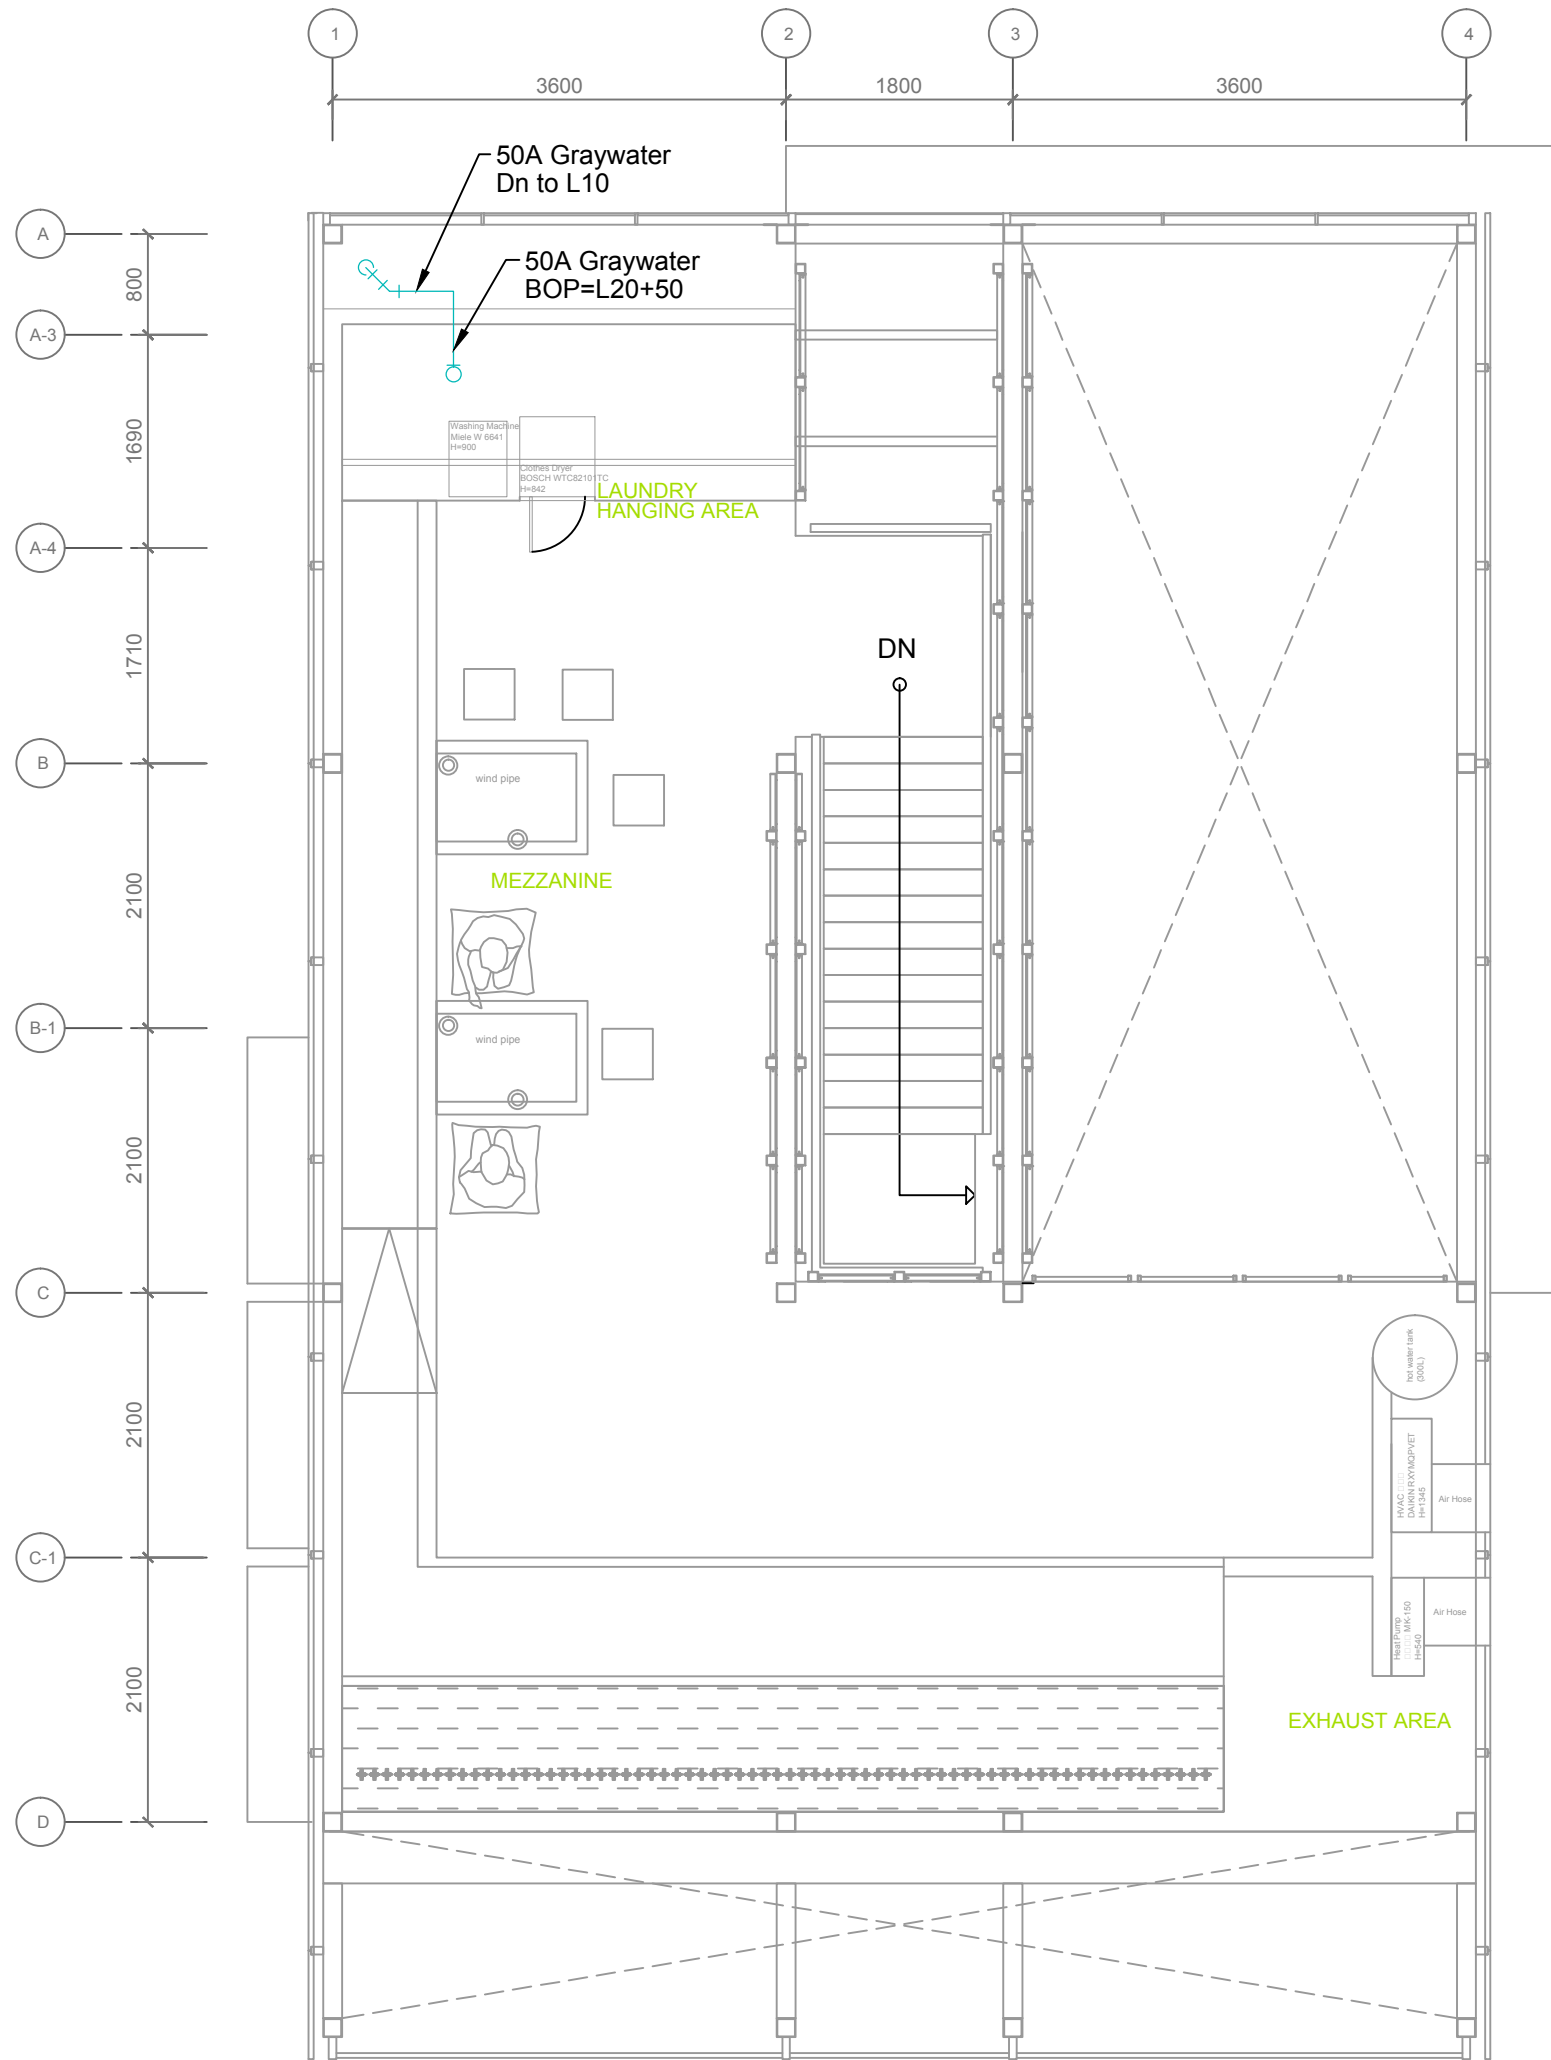 1
2
3
4
3600
1800
3600
50A Graywater
Dn to L10
A
50A Graywater
BOP=L20+50
800
A-3
1690
Washing Machine
Miele W 6641
H=900
Clothes Dryer
BOSCH WTC82101TC
H=842
LAUNDRY
HANGING AREA
A-4
1710
DN
B
wind pipe
MEZZANINE
2100
B-1
wind pipe
2100
C
hot water tank
(300L)
2100
HVAC
DAIKIN RXYMQPVET
H=1345
Air Hose
C-1
Heat Pump
MK-150
H=540
Air Hose
2100
EXHAUST AREA
D